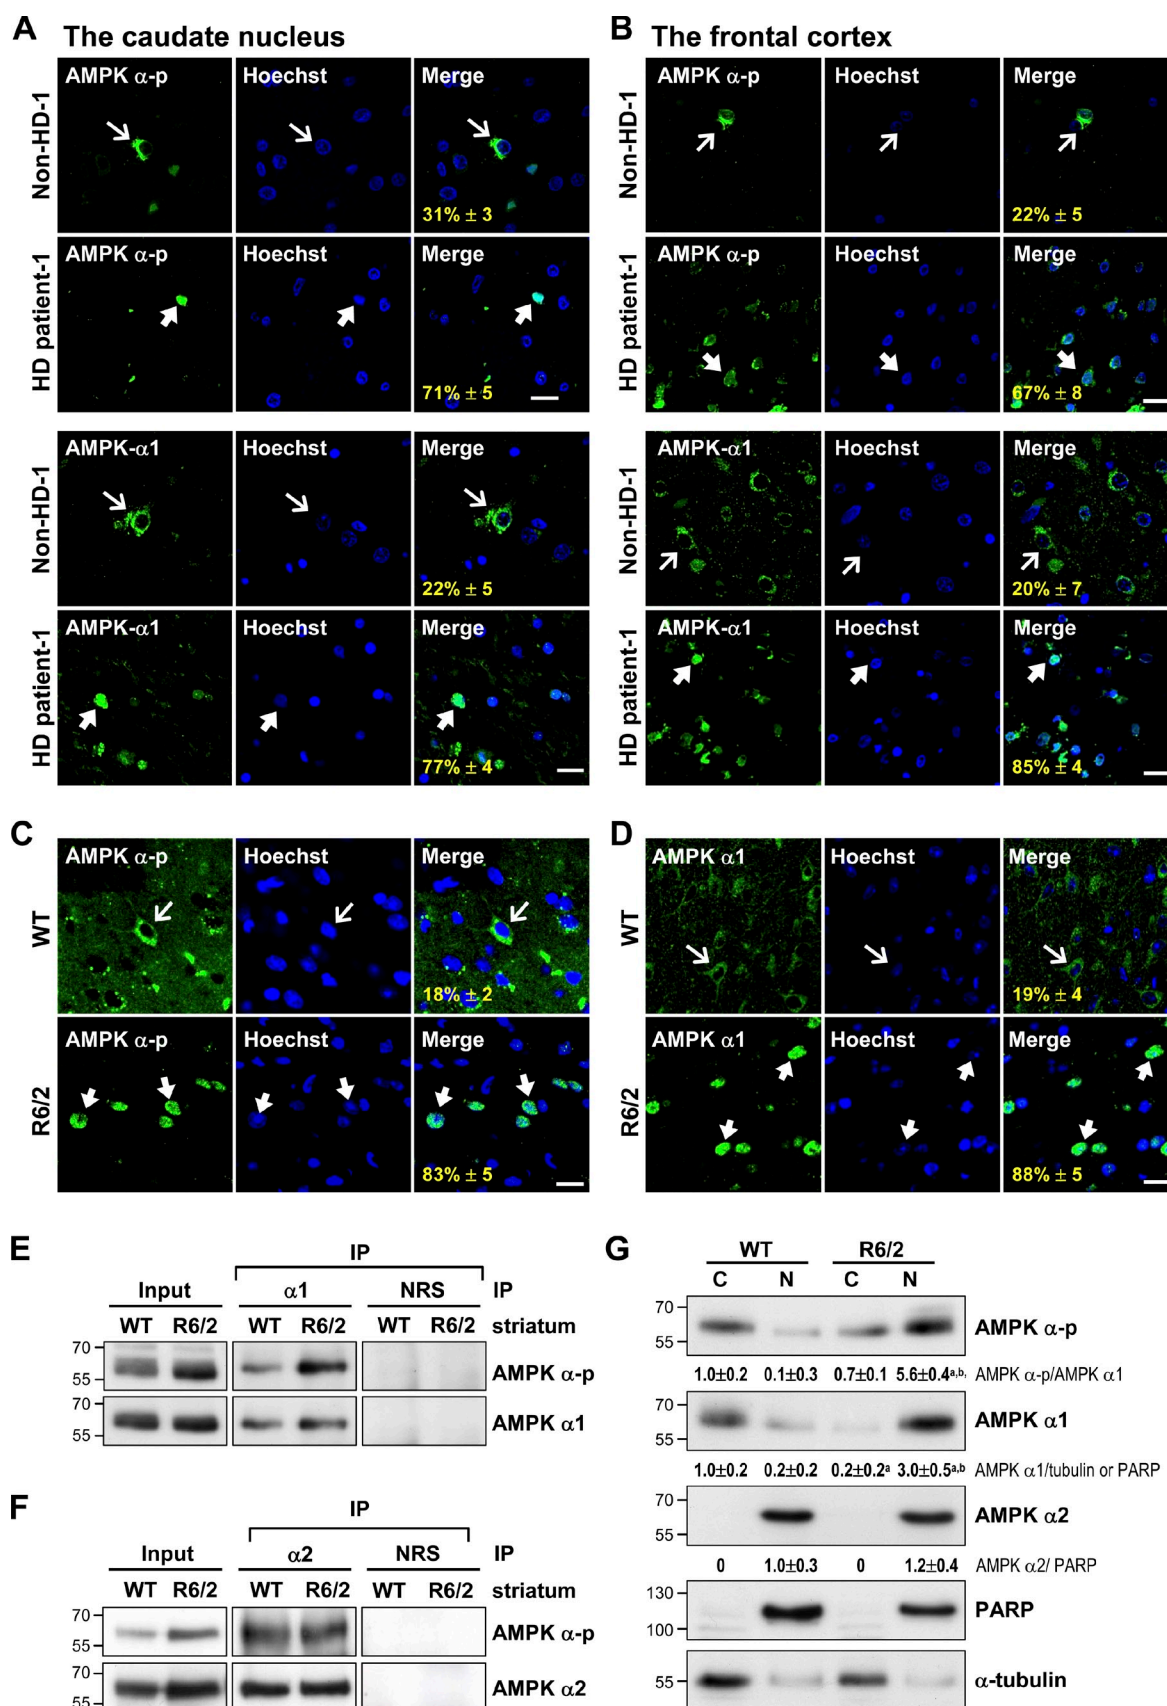 A The caudate nucleus
Non-HD-1
AMPK α-p Hoechst Merge
31% ± 3
HD patient-1
AMPK α-p Hoechst Merge
71% ± 5
Non-HD-1
AMPK-α1 Hoechst Merge
22% ± 5
HD patient-1
AMPK-α1 Hoechst Merge
77% ± 4
B The frontal cortex
Non-HD-1
AMPK α-p Hoechst Merge
22% ± 5
HD patient-1
AMPK α-p Hoechst Merge
67% ± 8
Non-HD-1
AMPK-α1 Hoechst Merge
20% ± 7
HD patient-1
AMPK-α1 Hoechst Merge
85% ± 4
C
WT
AMPK α-p Hoechst Merge
18% ± 2
R6/2
AMPK α-p Hoechst Merge
83% ± 5
D
WT
AMPK α1 Hoechst Merge
19% ± 4
R6/2
AMPK α1 Hoechst Merge
88% ± 5
E
IP
Input α1 NRS IP
WT R6/2 WT R6/2 WT R6/2 striatum
70
55
AMPK α-p
70
55
AMPK α1
F
IP
Input α2 NRS IP
WT R6/2 WT R6/2 WT R6/2 striatum
70
55
AMPK α-p
70
55
AMPK α2
G
WT R6/2
C N C N
70
55
AMPK α-p
1.0±0.2 0.1±0.3 0.7±0.1 5.6±0.4a,b, AMPK α-p/AMPK α1
70
55
AMPK α1
1.0±0.2 0.2±0.2 0.2±0.2a 3.0±0.5a,b AMPK α1/tubulin or PARP
70
55
AMPK α2
0 1.0±0.3 0 1.2±0.4 AMPK α2/ PARP
130
100
PARP
55
α-tubulin